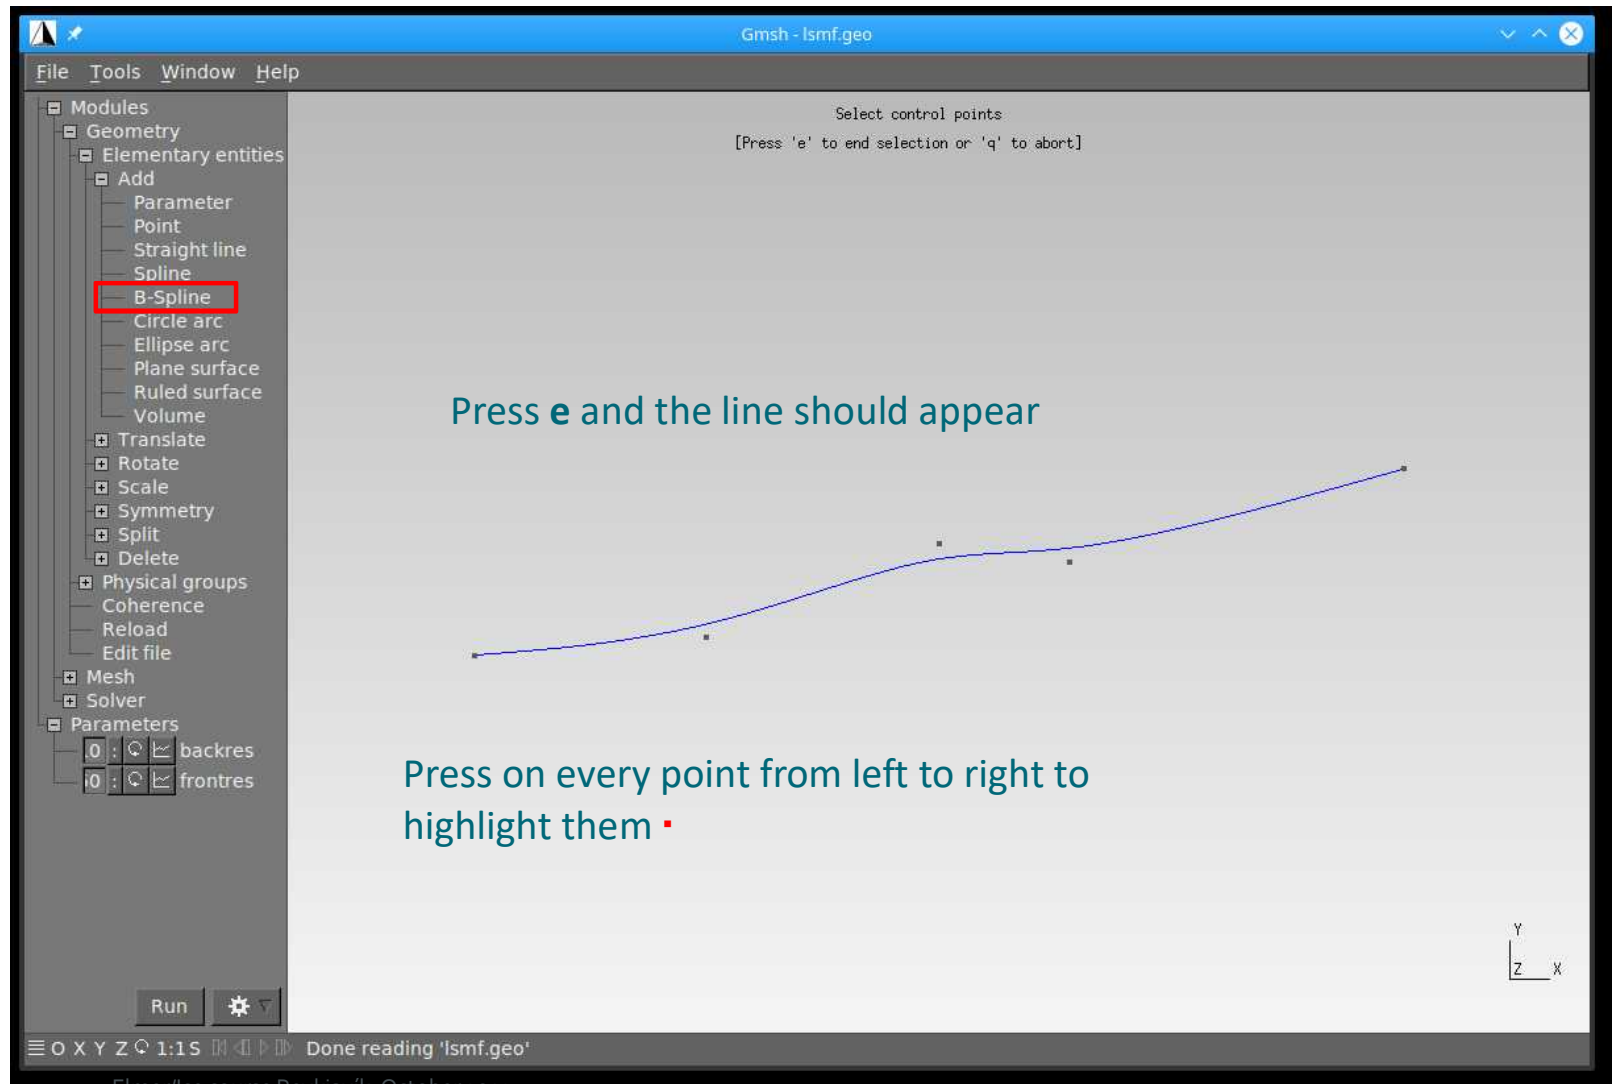 Gmsh - lsmf.geo
File Tools Window Help
Modules
Geometry
Elementary entities
Add
Parameter
Point
Straight line
Spline
B-Spline
Circle arc
Ellipse arc
Plane surface
Ruled surface
Volume
Translate
Rotate
Scale
Symmetry
Split
Delete
Physical groups
Coherence
Reload
Edit file
Mesh
Solver
Parameters
0 : backres
0 : frontres
Run
Select control points
[Press 'e' to end selection or 'q' to abort]
Press e and the line should appear
Press on every point from left to right to
highlight them
Y
Z X
O X Y Z 1:1 S Done reading 'lsmf.geo'